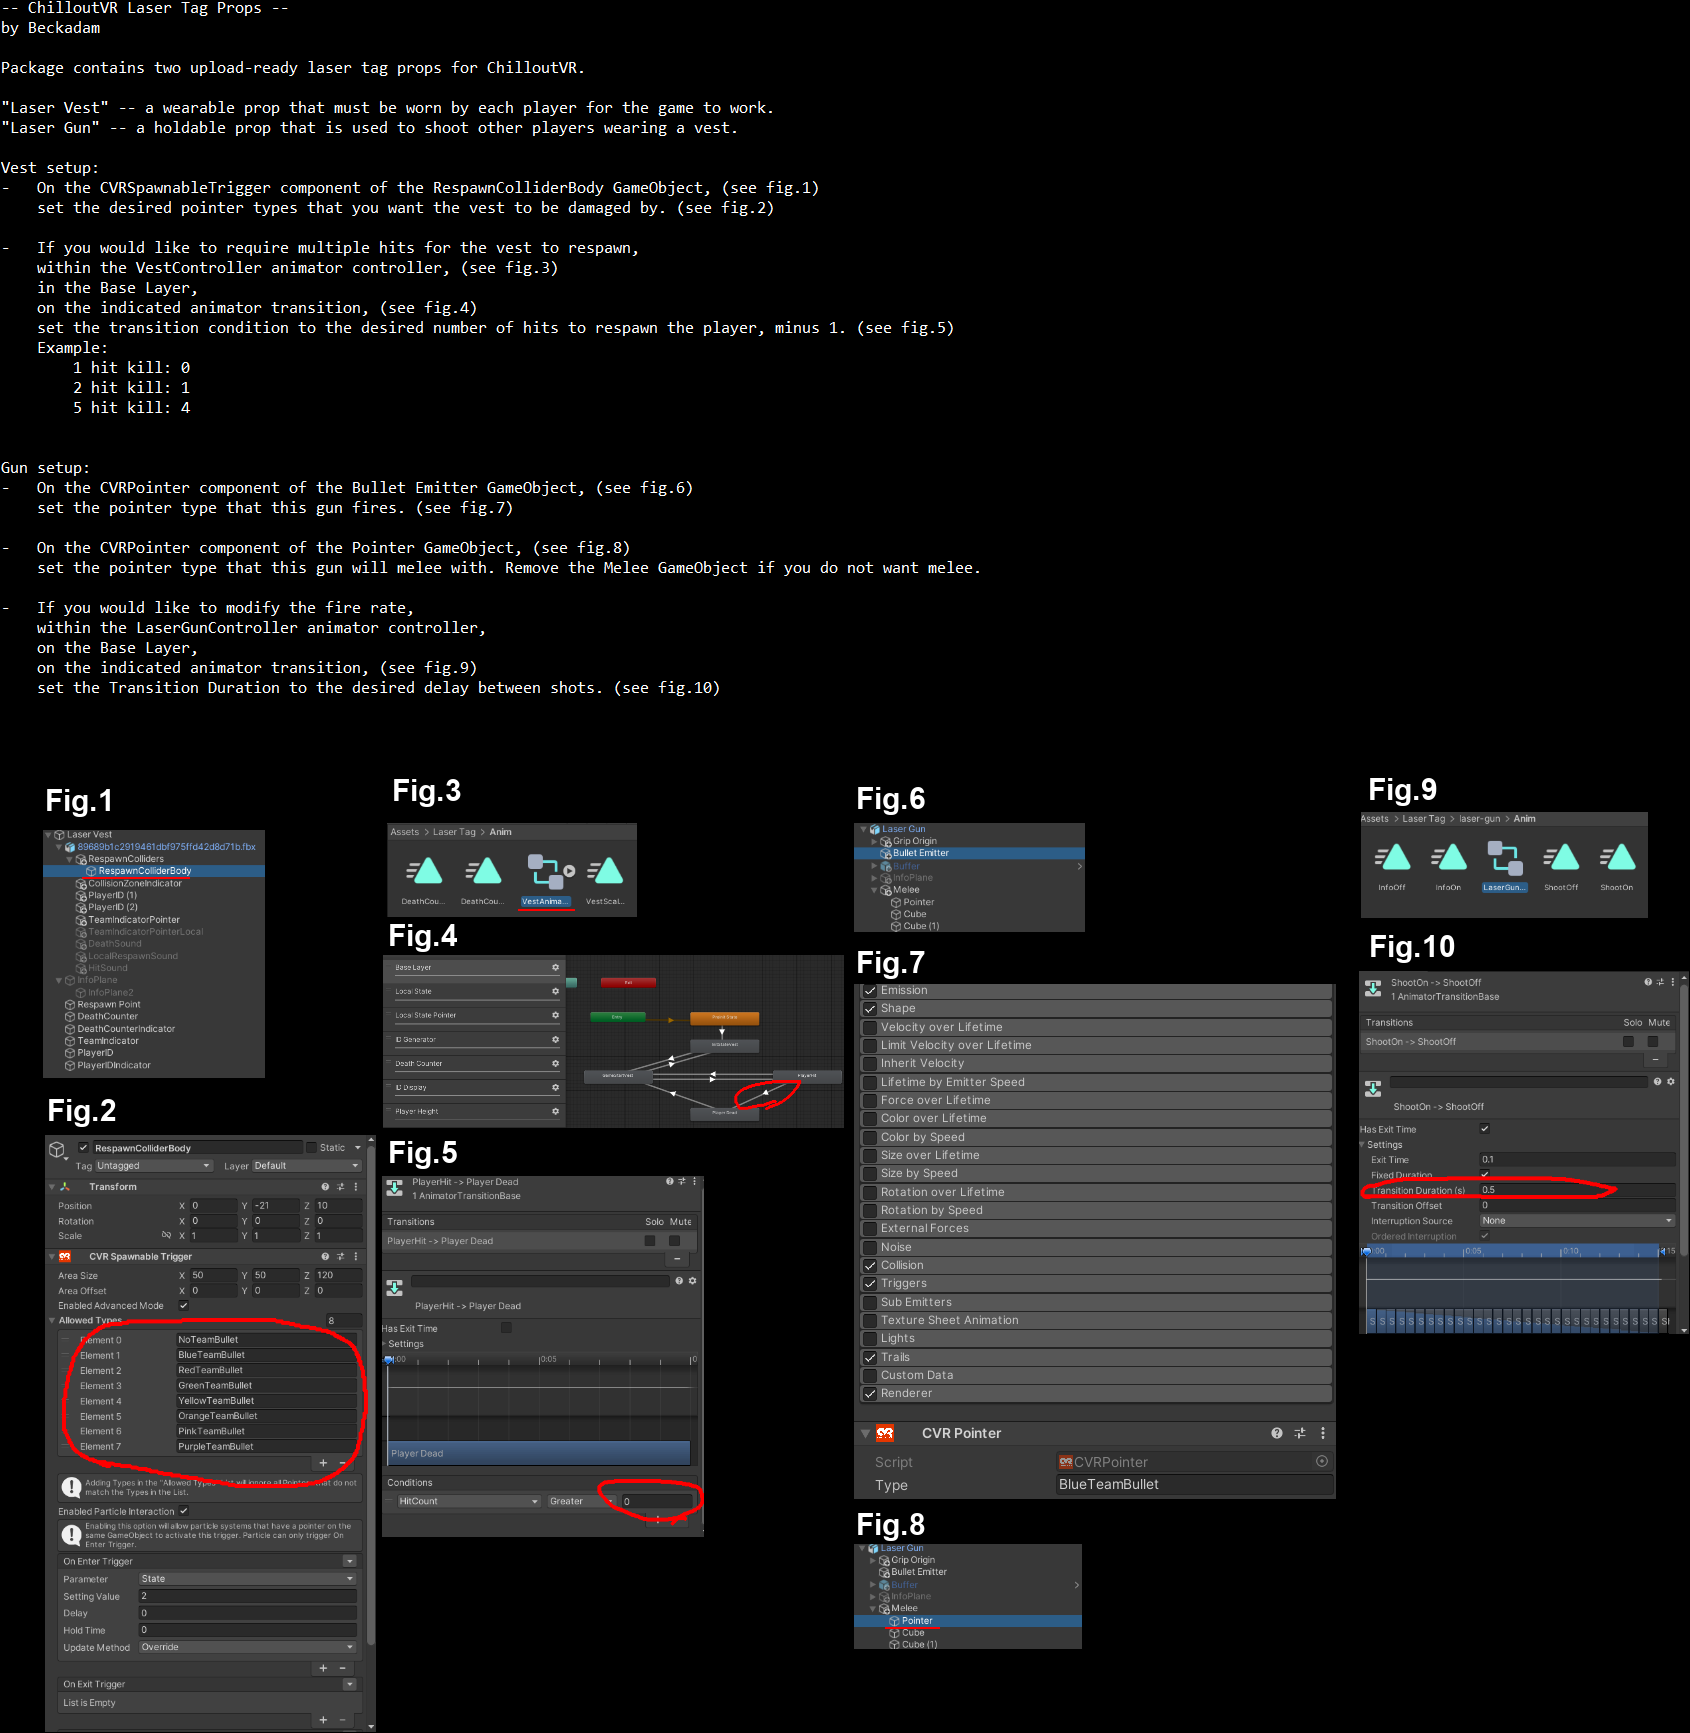 -- ChilloutVR Laser Tag Props --
by Beckadam
Package contains two upload-ready laser tag props for ChilloutVR.
"Laser Vest" -- a wearable prop that must be worn by each player for the game to work.
"Laser Gun" -- a holdable prop that is used to shoot other players wearing a vest.
Vest setup:
- On the CVRSpawnableTrigger component of the RespawnColliderBody GameObject, (see fig.1)
set the desired pointer types that you want the vest to be damaged by. (see fig.2)
- If you would like to require multiple hits for the vest to respawn,
within the VestController animator controller, (see fig.3)
in the Base Layer,
on the indicated animator transition, (see fig.4)
set the transition condition to the desired number of hits to respawn the player, minus 1. (see fig.5)
Example:
1 hit kill: 0
2 hit kill: 1
5 hit kill: 4
Gun setup:
- On the CVRPointer component of the Bullet Emitter GameObject, (see fig.6)
set the pointer type that this gun fires. (see fig.7)
- On the CVRPointer component of the Pointer GameObject, (see fig.8)
set the pointer type that this gun will melee with. Remove the Melee GameObject if you do not want melee.
- If you would like to modify the fire rate,
within the LaserGunController animator controller,
on the Base Layer,
on the indicated animator transition, (see fig.9)
set the Transition Duration to the desired delay between shots. (see fig.10)
Fig.1
Laser Vest
89689b1c2919461dbf975ffd42d8d71b.fbx
RespawnColliders
RespawnColliderBody
CollisionZoneIndicator
PlayerID (1)
PlayerID (2)
TeamIndicatorPointer
TeamIndicatorPointerLocal
DeathSound
LocalRespawnSound
HitSound
InfoPlane
InfoPlane2
Respawn Point
DeathCounter
DeathCounterIndicator
TeamIndicator
PlayerID
PlayerIDIndicator
Fig.2
RespawnColliderBody Static
Tag Untagged Layer Default
Transform
Position X 0 Y -21 Z 10
Rotation X 0 Y 0 Z 0
Scale X 1 Y 1 Z 1
CVR Spawnable Trigger
Area Size X 50 Y 50 Z 120
Area Offset X 0 Y 0 Z 0
Enabled Advanced Mode
Allowed Types 8
Element 0 NoTeamBullet
Element 1 BlueTeamBullet
Element 2 RedTeamBullet
Element 3 GreenTeamBullet
Element 4 YellowTeamBullet
Element 5 OrangeTeamBullet
Element 6 PinkTeamBullet
Element 7 PurpleTeamBullet
Adding Types in the "Allowed Types" List will ignore all Pointers that do not
match the Types in the List.
Enabled Particle Interaction
Enabling this option will allow particle systems that have a pointer on the
same GameObject to activate this trigger. Particle can only trigger On
Enter Trigger.
On Enter Trigger
Parameter State
Setting Value 2
Delay 0
Hold Time 0
Update Method Override
On Exit Trigger
List is Empty
Fig.3
Assets > Laser Tag > Anim
DeathCou... DeathCou... VestAnima... VestScal...
Fig.4
Base Layer
Local State
Local State Pointer
ID Generator
Death Counter
ID Display
Player Height
Exit
Entry
PlayerHit
Player Dead
Fig.5
PlayerHit -> Player Dead
1 AnimatorTransitionBase
Transitions Solo Mute
PlayerHit -> Player Dead
PlayerHit -> Player Dead
Has Exit Time
Settings
0:00 0:05 0
Player Dead
Conditions
HitCount Greater 0
Fig.6
Laser Gun
Grip Origin
Bullet Emitter
Buffer
InfoPlane
Melee
Pointer
Cube
Cube (1)
Fig.7
Emission
Shape
Velocity over Lifetime
Limit Velocity over Lifetime
Inherit Velocity
Lifetime by Emitter Speed
Force over Lifetime
Color over Lifetime
Color by Speed
Size over Lifetime
Size by Speed
Rotation over Lifetime
Rotation by Speed
External Forces
Noise
Collision
Triggers
Sub Emitters
Texture Sheet Animation
Lights
Trails
Custom Data
Renderer
CVR Pointer
Script CVRPointer
Type BlueTeamBullet
Fig.8
Laser Gun
Grip Origin
Bullet Emitter
Buffer
InfoPlane
Melee
Pointer
Cube
Cube (1)
Fig.9
Assets > Laser Tag > laser-gun > Anim
InfoOff InfoOn LaserGun... ShootOff ShootOn
Fig.10
ShootOn -> ShootOff
1 AnimatorTransitionBase
Transitions Solo Mute
ShootOn -> ShootOff
ShootOn -> ShootOff
Has Exit Time
Settings
Exit Time 0.1
Fixed Duration
Transition Duration (s) 0.5
Transition Offset 0
Interruption Source None
Ordered Interruption
0:00 0:05 0:10 0:15